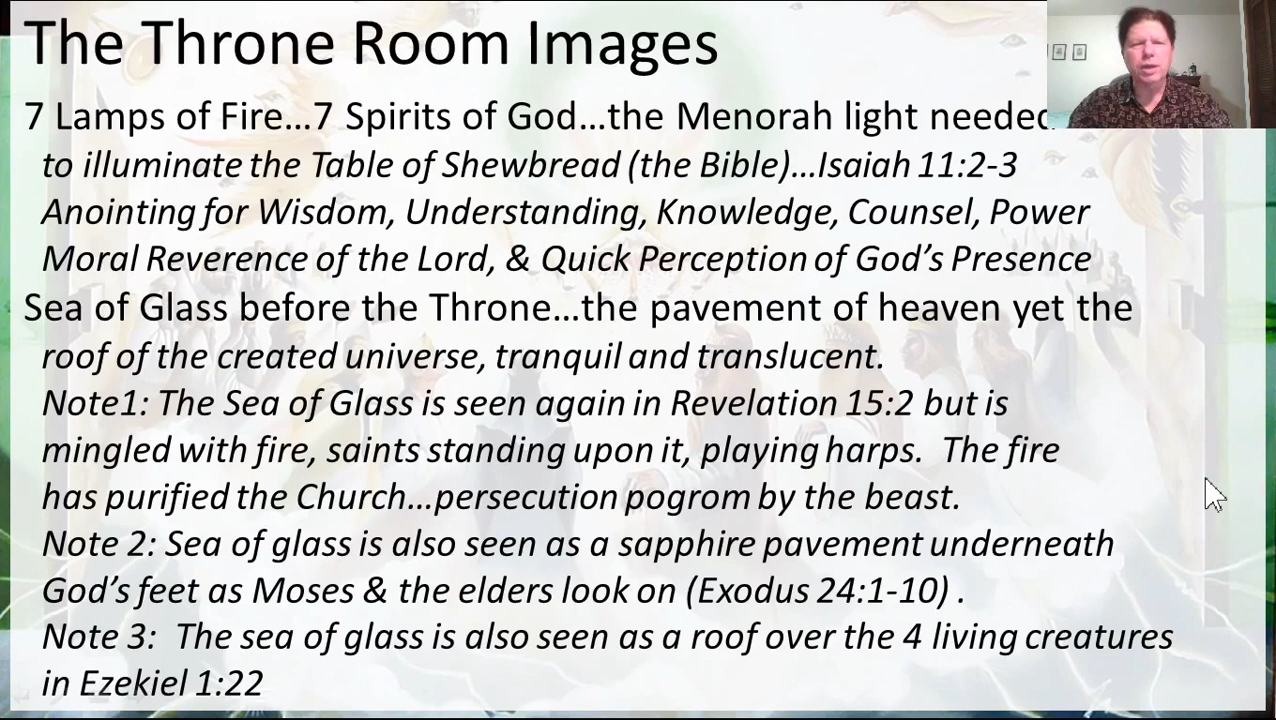 The Throne Room Images
7 Lamps of Fire…7 Spirits of God…the Menorah light needed
to illuminate the Table of Shewbread (the Bible)…Isaiah 11:2-3
Anointing for Wisdom, Understanding, Knowledge, Counsel, Power
Moral Reverence of the Lord, & Quick Perception of God’s Presence
Sea of Glass before the Throne…the pavement of heaven yet the
roof of the created universe, tranquil and translucent.
Note1: The Sea of Glass is seen again in Revelation 15:2 but is
mingled with fire, saints standing upon it, playing harps. The fire
has purified the Church…persecution pogrom by the beast.
Note 2: Sea of glass is also seen as a sapphire pavement underneath
God’s feet as Moses & the elders look on (Exodus 24:1-10) .
Note 3: The sea of glass is also seen as a roof over the 4 living creatures
in Ezekiel 1:22